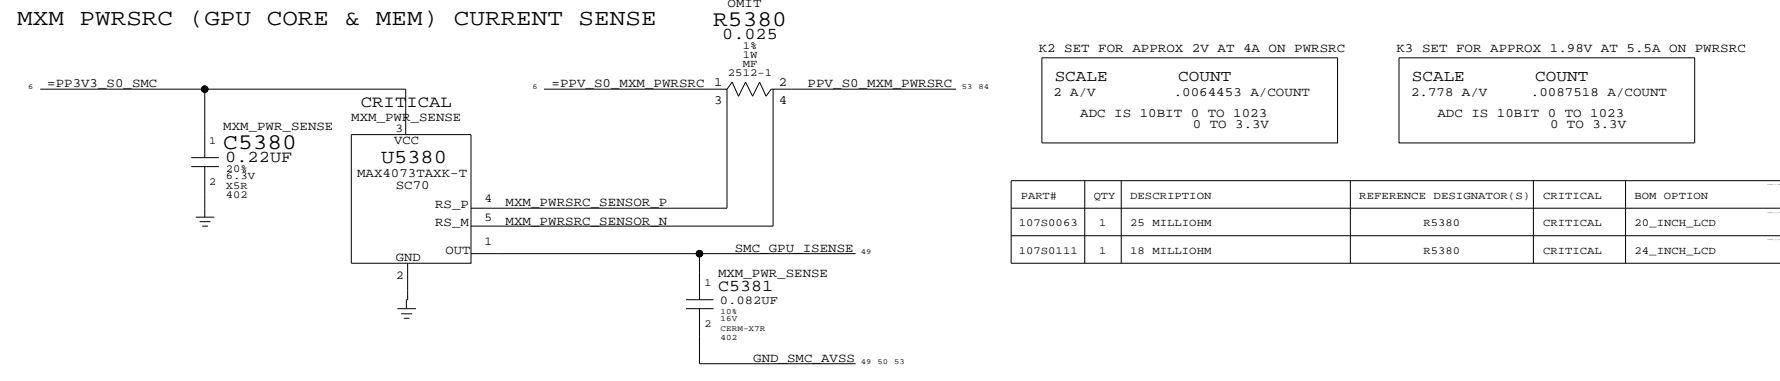 MXM PWRSRC (GPU CORE & MEM) CURRENT SENSE
OMIT
R5380
0.025
1%
1W
MF
2512-1
6 =PP3V3_S0_SMC
6 =PPV_S0_MXM_PWRSRC 1
2 PPV_S0_MXM_PWRSRC 53 84
3
4
CRITICAL
MXM_PWR_SENSE
3
VCC
U5380
MAX4073TAXK-T
SC70
RS_P 4 MXM_PWRSRC_SENSOR_P
RS_M 5 MXM_PWRSRC_SENSOR_N
OUT 1
GND
2
MXM_PWR_SENSE
1 C5380
0.22UF
20%
6.3V
2 X5R
402
SMC_GPU_ISENSE 49
MXM_PWR_SENSE
1 C5381
0.082UF
10%
16V
2 CERM-X7R
402
GND_SMC_AVSS 49 50 53
K2 SET FOR APPROX 2V AT 4A ON PWRSRC
SCALE COUNT
2 A/V .0064453 A/COUNT
ADC IS 10BIT 0 TO 1023
0 TO 3.3V
K3 SET FOR APPROX 1.98V AT 5.5A ON PWRSRC
SCALE COUNT
2.778 A/V .0087518 A/COUNT
ADC IS 10BIT 0 TO 1023
0 TO 3.3V
PART# QTY DESCRIPTION REFERENCE DESIGNATOR(S) CRITICAL BOM OPTION
107S0063 1 25 MILLIOHM R5380 CRITICAL 20_INCH_LCD
107S0111 1 18 MILLIOHM R5380 CRITICAL 24_INCH_LCD